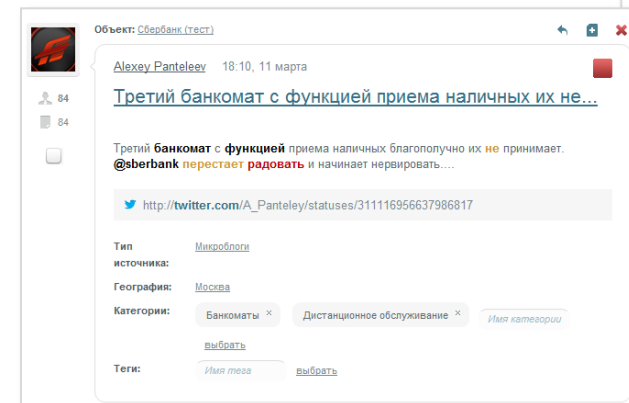 Объект: Сбербанк (тест)
Alexey Panteleev 18:10, 11 марта
84
84
Третий банкомат с функцией приема наличных их не...
Третий банкомат с функцией приема наличных благополучно их не принимает.
@sberbank перестает радовать и начинает нервировать....
http://twitter.com/A_Panteley/statuses/311116956637986817
Тип источника: Микроблоги
География: Москва
Категории: Банкоматы × Дистанционное обслуживание × Имя категории
выбрать
Теги: Имя тега выбрать